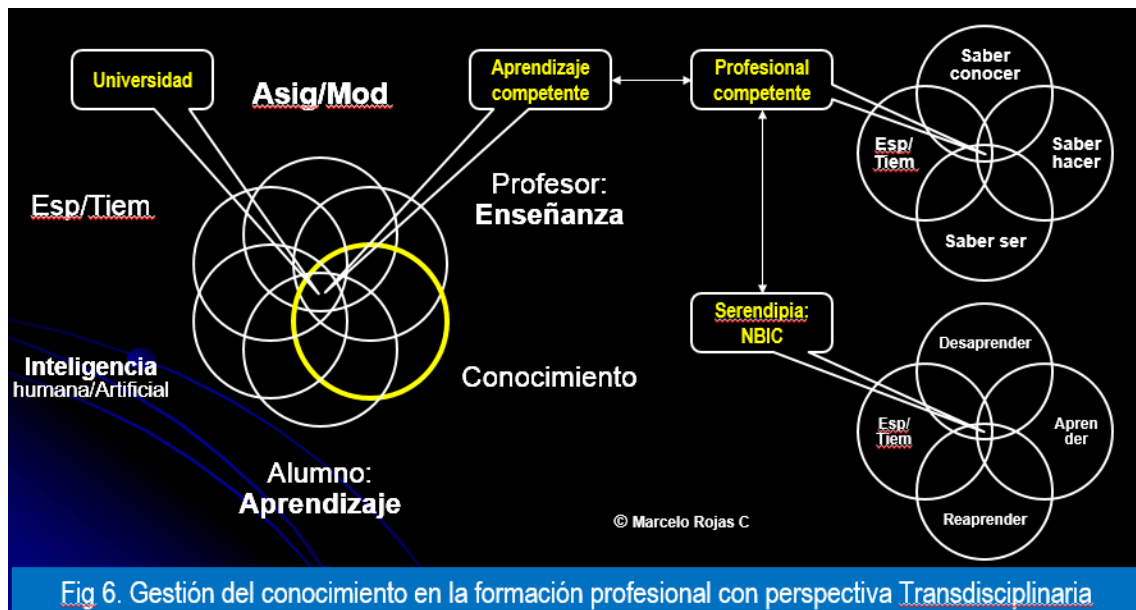 Universidad
Asig/Mod
Aprendizaje
competente
Profesional
competente
Saber
conocer
Esp/
Tiem
Saber
hacer
Saber ser
Esp/Tiem
Profesor:
Enseñanza
Serendipia:
NBIC
Desaprender
Inteligencia
humana/Artificial
Conocimiento
Esp/
Tiem
Apren
der
Alumno:
Aprendizaje
Reaprender
© Marcelo Rojas C
Fig 6. Gestión del conocimiento en la formación profesional con perspectiva Transdisciplinaria